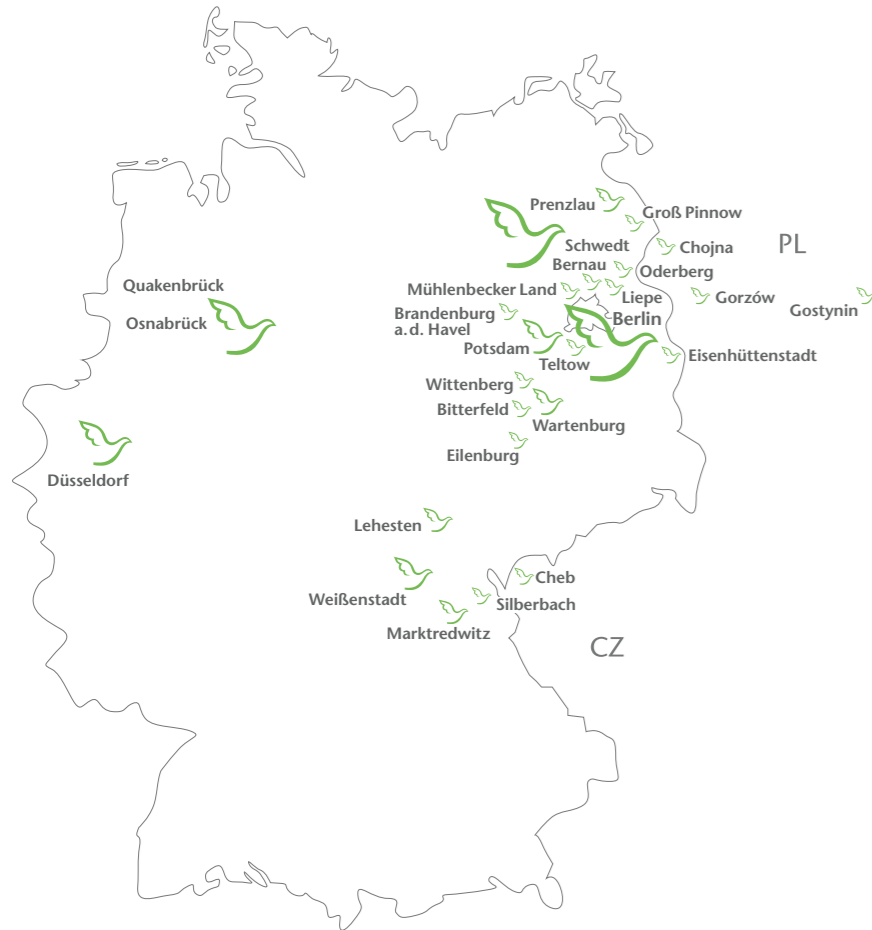 Prenzlau
Groß Pinnow
Schwedt
Chojna
PL
Bernau
Oderberg
Mühlenbecker Land
Liepe
Gorzów
Gostynin
Quakenbrück
Osnabrück
Brandenburg
a.d. Havel
Berlin
Potsdam
Teltow
Eisenhüttenstadt
Wittenberg
Bitterfeld
Wartenburg
Eilenburg
Düsseldorf
Lehesten
Cheb
Weißenstadt
Silberbach
Marktredwitz
CZ